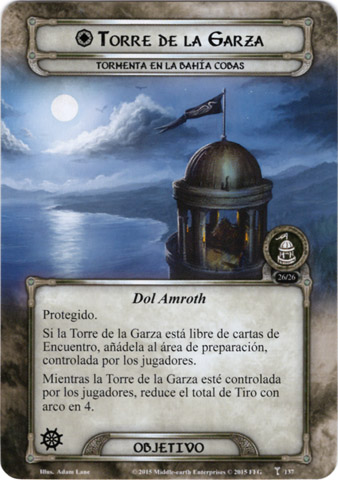 Torre de la Garza
Tormenta en la Bahía Cobas
26/26
Dol Amroth
Protegido.
Si la Torre de la Garza está libre de cartas de
Encuentro, añádela al área de preparación,
controlada por los jugadores.
Mientras la Torre de la Garza esté controlada
por los jugadores, reduce el total de Tiro con
arco en 4.
Objetivo
Illus. Adam Lane ©2015 Middle-earth Enterprises ©2015 FFG 137